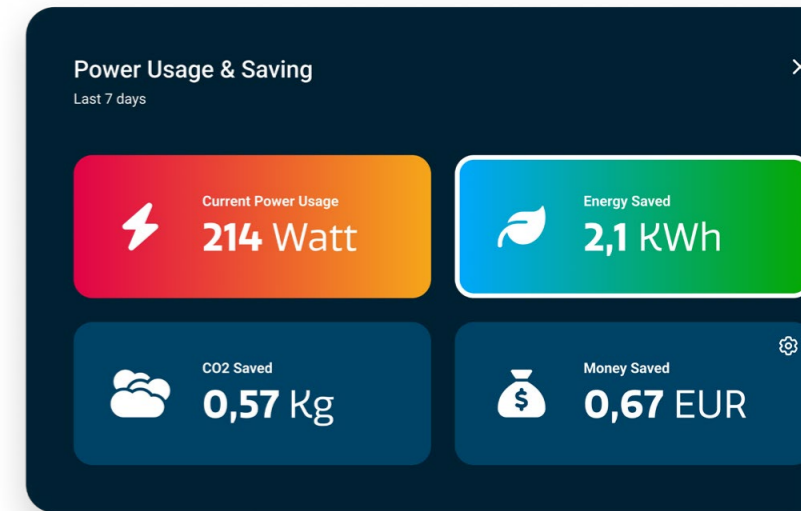 Power Usage & Saving
Last 7 days
Current Power Usage
214 Watt
Energy Saved
2,1 KWh
CO2 Saved
0,57 Kg
Money Saved
0,67 EUR
$